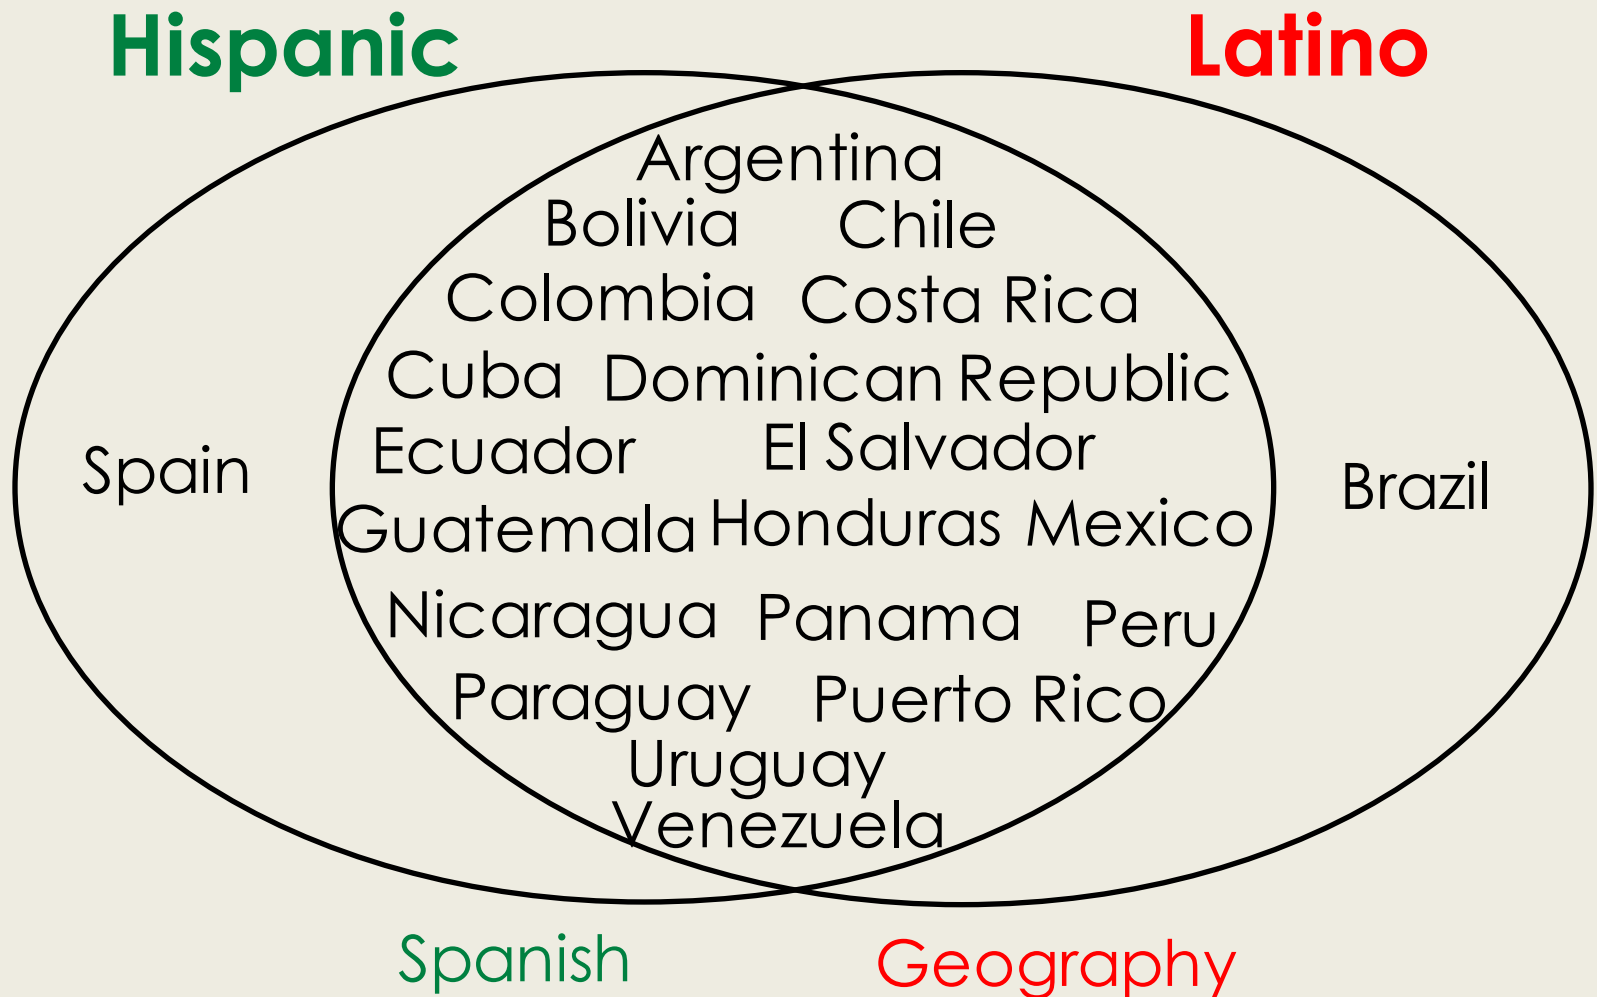 Hispanic Latino
Argentina
Bolivia Chile
Colombia Costa Rica
Cuba Dominican Republic
Ecuador El Salvador
Spain
Brazil
Guatemala Honduras Mexico
Nicaragua Panama Peru
Paraguay Puerto Rico
Uruguay
Venezuela
Spanish Geography